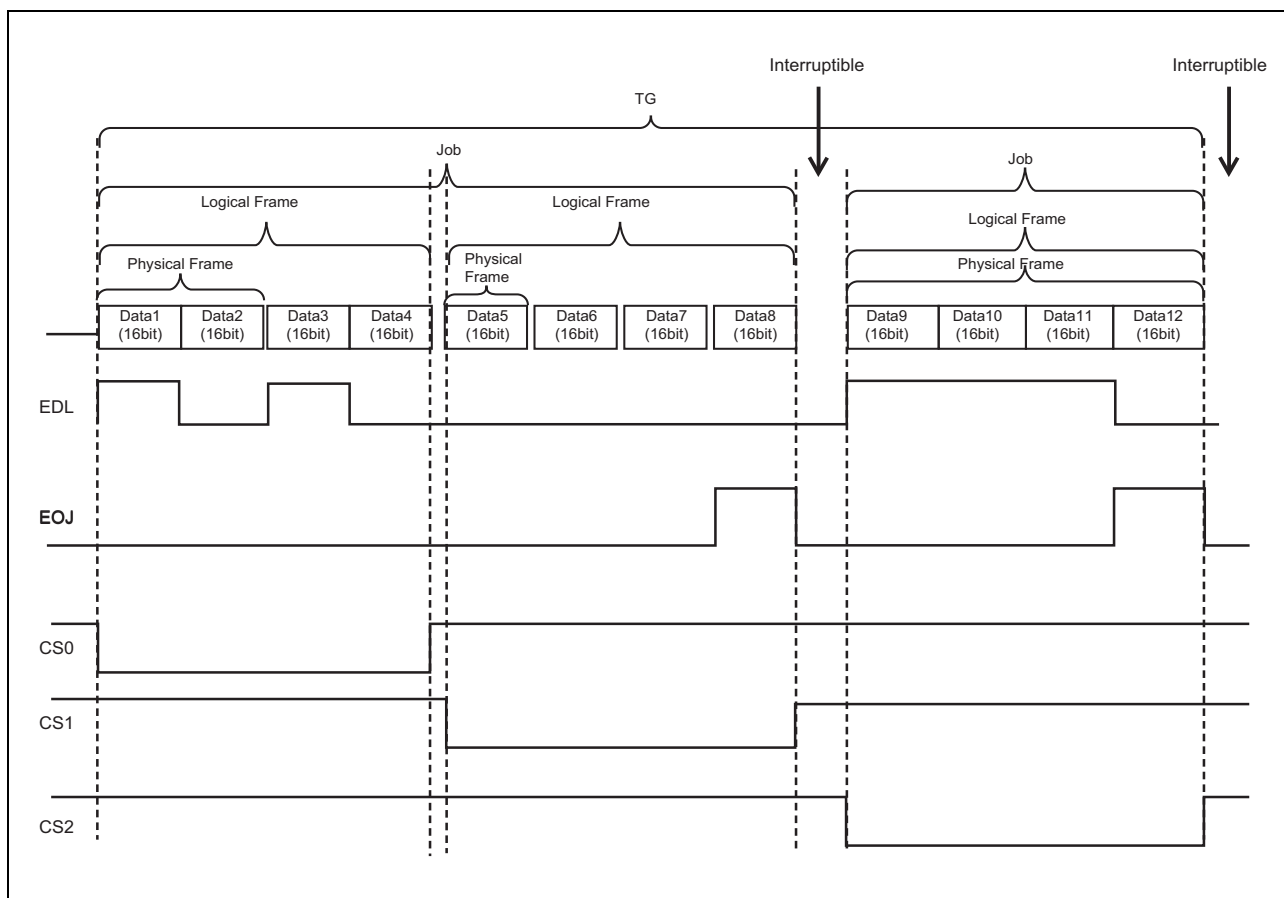 Interruptible
Interruptible
TG
Job
Job
Logical Frame
Logical Frame
Logical Frame
Physical Frame
Physical
Frame
Physical Frame
Data1
(16bit)
Data2
(16bit)
Data3
(16bit)
Data4
(16bit)
Data5
(16bit)
Data6
(16bit)
Data7
(16bit)
Data8
(16bit)
Data9
(16bit)
Data10
(16bit)
Data11
(16bit)
Data12
(16bit)
EDL
EOJ
CS0
CS1
CS2